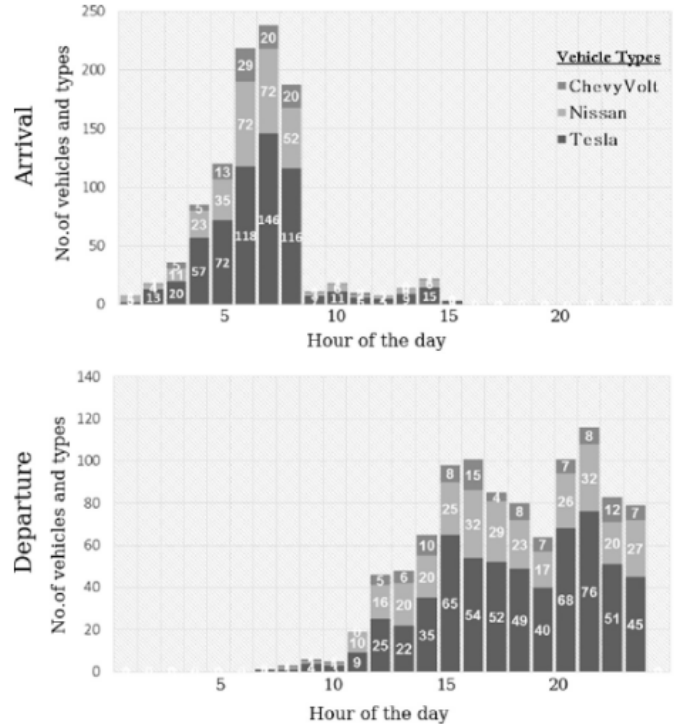 250
200
150
100
50
0
Arrival
No.of vehicles and types
Vehicle Types
ChevyVolt
Nissan
Tesla
13
5 11 20
5 23 57
13 35 72
29 72 118
20 72 146
20 52 116
11
15
5 10 15 20
Hour of the day
140
120
100
80
60
40
20
0
Departure
No.of vehicles and types
10 9
5 16 25
6 20 22
10 20 35
8 25 65
15 32 54
4 29 52
8 23 49
7 17 40
7 26 68
8 32 76
12 20 51
7 27 45
5 10 15 20
Hour of the day